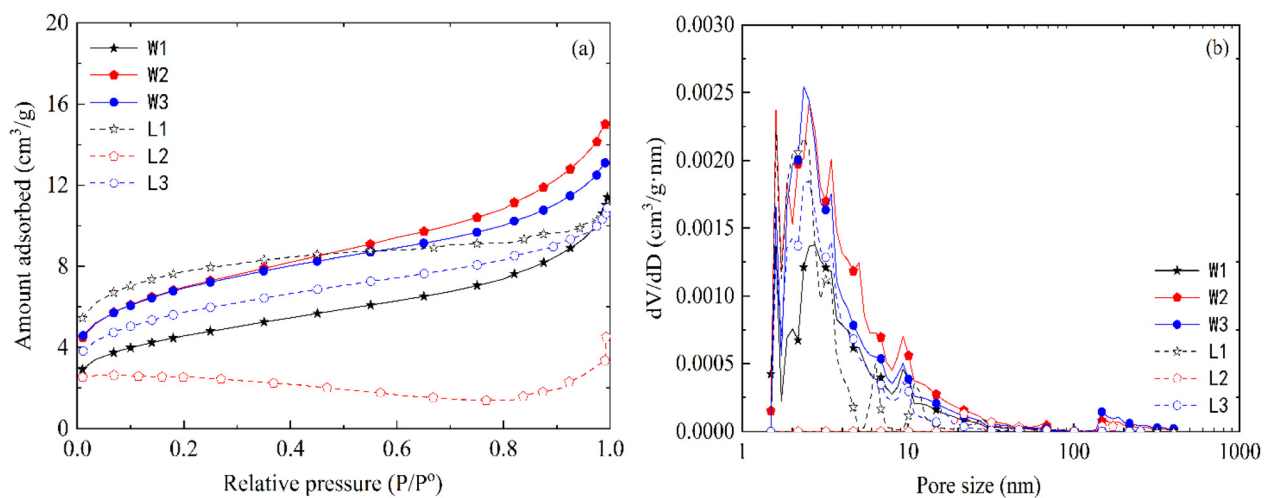 (a)
W1
W2
W3
L1
L2
L3
20
16
12
8
4
0
0.0
0.2
0.4
0.6
0.8
1.0
Amount adsorbed (cm³/g)
Relative pressure (P/Pᵒ)
(b)
0.0030
0.0025
0.0020
0.0015
0.0010
0.0005
0.0000
W1
W2
W3
L1
L2
L3
1
10
100
1000
dV/dD (cm³/g·nm)
Pore size (nm)